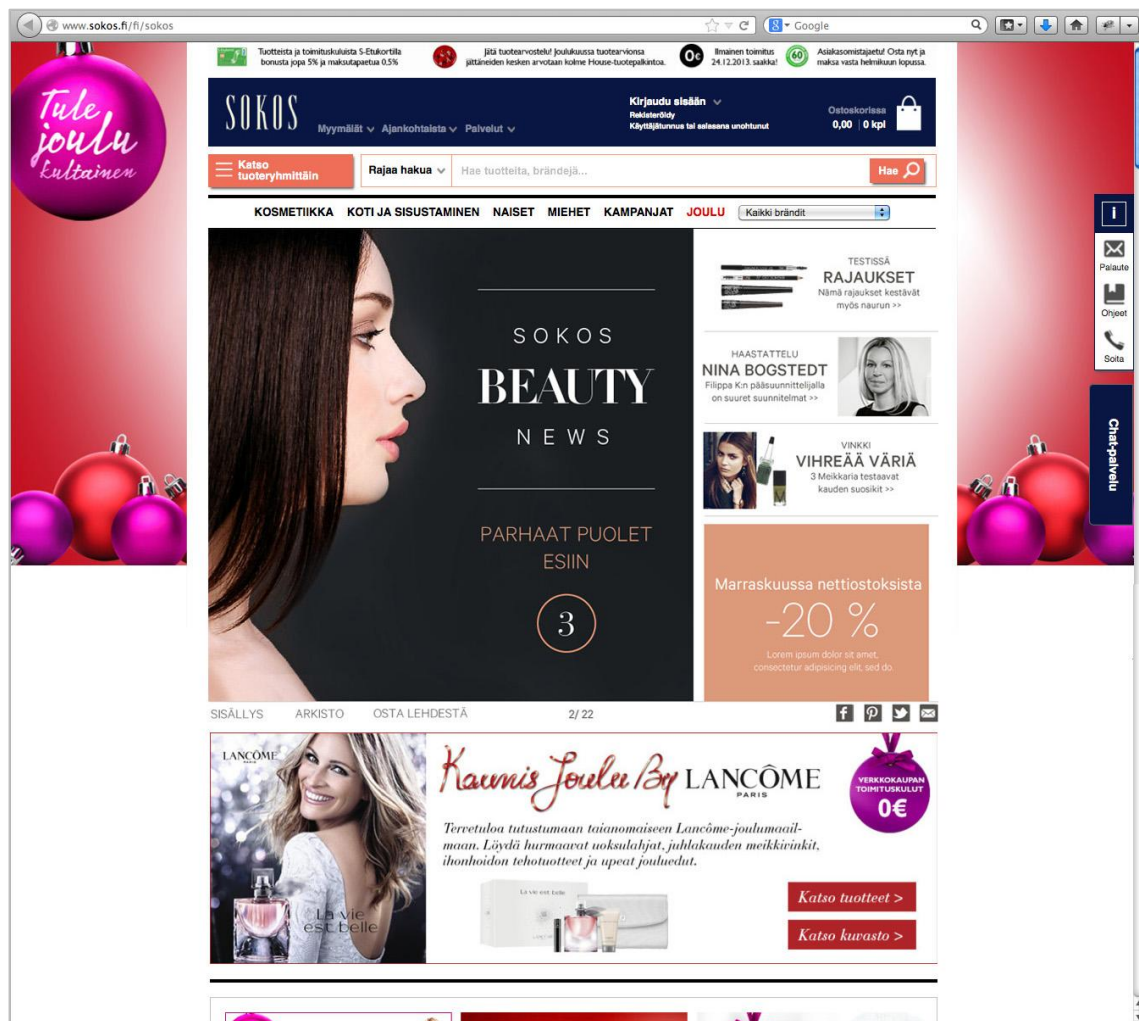 www.sokos.fi/fi/sokos
Google
Tule
joulu
kultainen
Tuotteista ja toimituskuluista S-Etukortilla
bonusta jopa 5% ja maksutapaetua 0,5%
Jätä tuotearvostelu! Joulukuussa tuotearvionsa
jättäneiden kesken arvotaan kolme House-tuotepalkintoa.
0€
Ilmainen toimitus
24.12.2013. saakka!
60
Asiakasomistajaetu! Osta nyt ja
maksa vasta helmikuun lopussa.
SOKOS
Myymälät Ajankohtaista Palvelut
Kirjaudu sisään
Rekisteröidy
Käyttäjätunnus tai salasana unohtunut
Ostoskorissa
0,00 0 kpl
Katso
tuoteryhmittäin
Rajaa hakua
Hae tuotteita, brändejä...
Hae
KOSMETIIKKA KOTI JA SISUSTAMINEN NAISET MIEHET KAMPANJAT JOULU Kaikki brändit
SOKOS
BEAUTY
NEWS
PARHAAT PUOLET
ESIIN
3
TESTISSÄ
RAJAUKSET
Nämä rajaukset kestävät
myös naurun >>
HAASTATTELU
NINA BOGSTEDT
Filippa K:n pääsuunnittelijalla
on suuret suunnitelmat >>
VINKKI
VIHREÄÄ VÄRIÄ
3 Meikkaria testaavat
kauden suosikit >>
Marraskuussa nettiostoksista
-20 %
Lorem ipsum dolor sit amet,
consectetur adipisicing elit, sed do
i
Palaute
Ohjeet
Soita
Chat-palvelu
SISÄLLYS ARKISTO OSTA LEHDESTÄ 2/ 22
LANCÔME
PARIS
La vie
est belle
Kaunis Joulu By LANCÔME
PARIS
Tervetuloa tutustumaan taianomaiseen Lancôme-joulumaail-
maan. Löydä hurmaavat uoksulahjat, juhlakauden meikkivinkit,
ihonhoidon tehotuotteet ja upeat jouluedut.
La vie est belle
VERKKOKAUPAN
TOIMITUSKULUT
0€
Katso tuotteet >
Katso kuvasto >